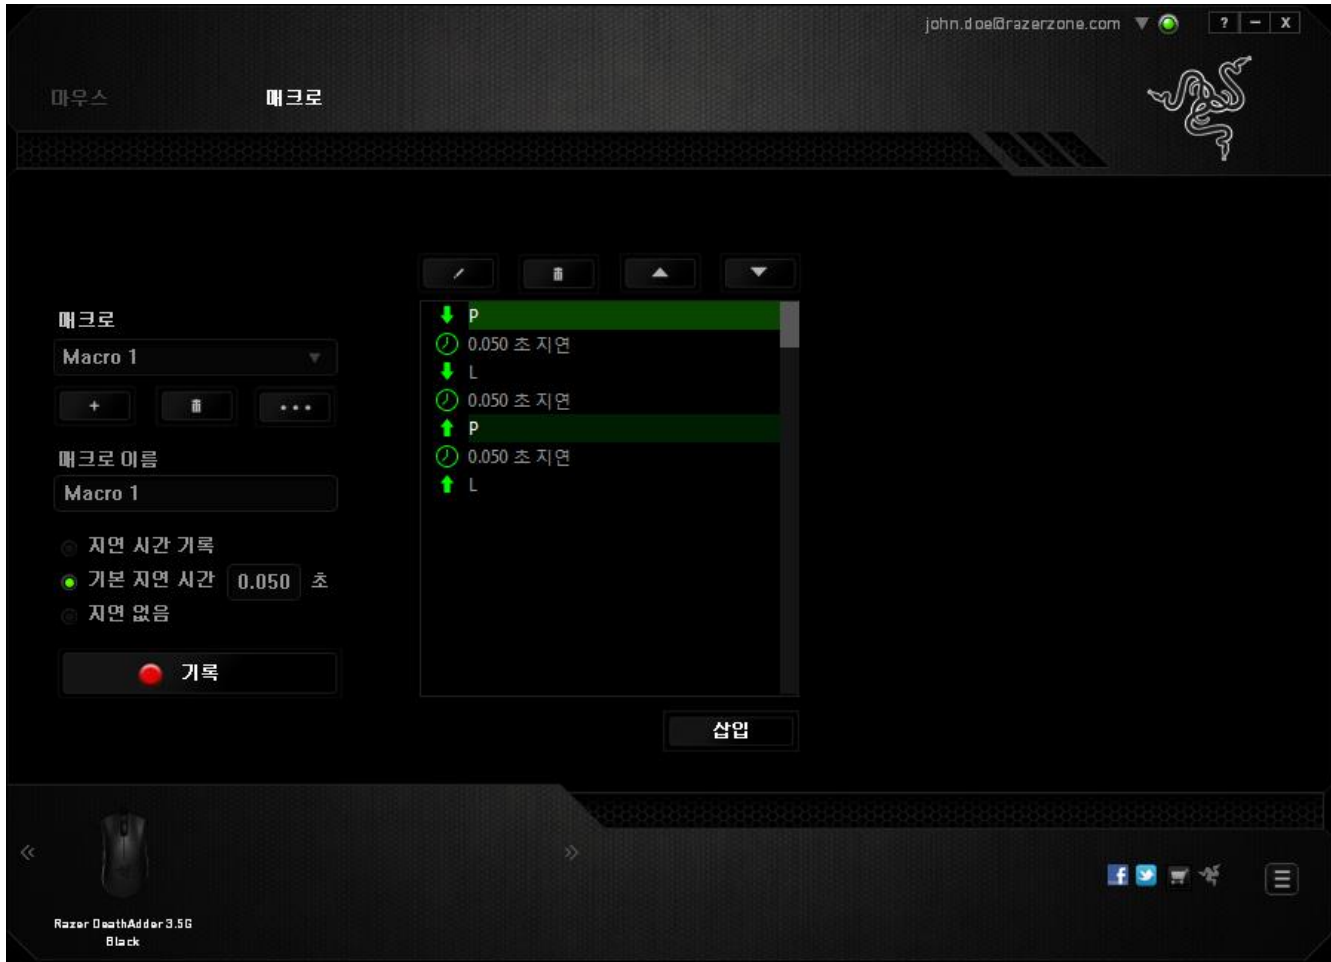 john.doe@razerzone.com
? – X
마우스
매크로
매크로
Macro 1
매크로 이름
Macro 1
지연 시간 기록
기본 지연 시간 0.050 초
지연 없음
기록
P
0.050 초 지연
L
0.050 초 지연
P
0.050 초 지연
L
삽입
Razer DeathAdder 3.5G
Black